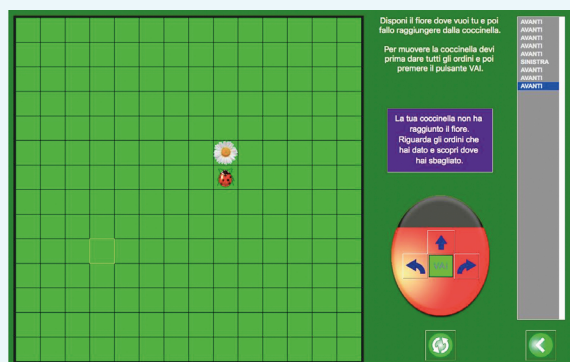 Disponi il fiore dove vuoi tu e poi
fallo raggiungere dalla coccinella.
Per muovere la coccinella devi
prima dare tutti gli ordini e poi
premere il pulsante VAI.
La tua coccinella non ha
raggiunto il fiore.
Riguarda gli ordini che
hai dato e scopri dove
hai sbagliato.
VAI
AVANTI
AVANTI
AVANTI
AVANTI
AVANTI
SINISTRA
AVANTI
AVANTI
AVANTI